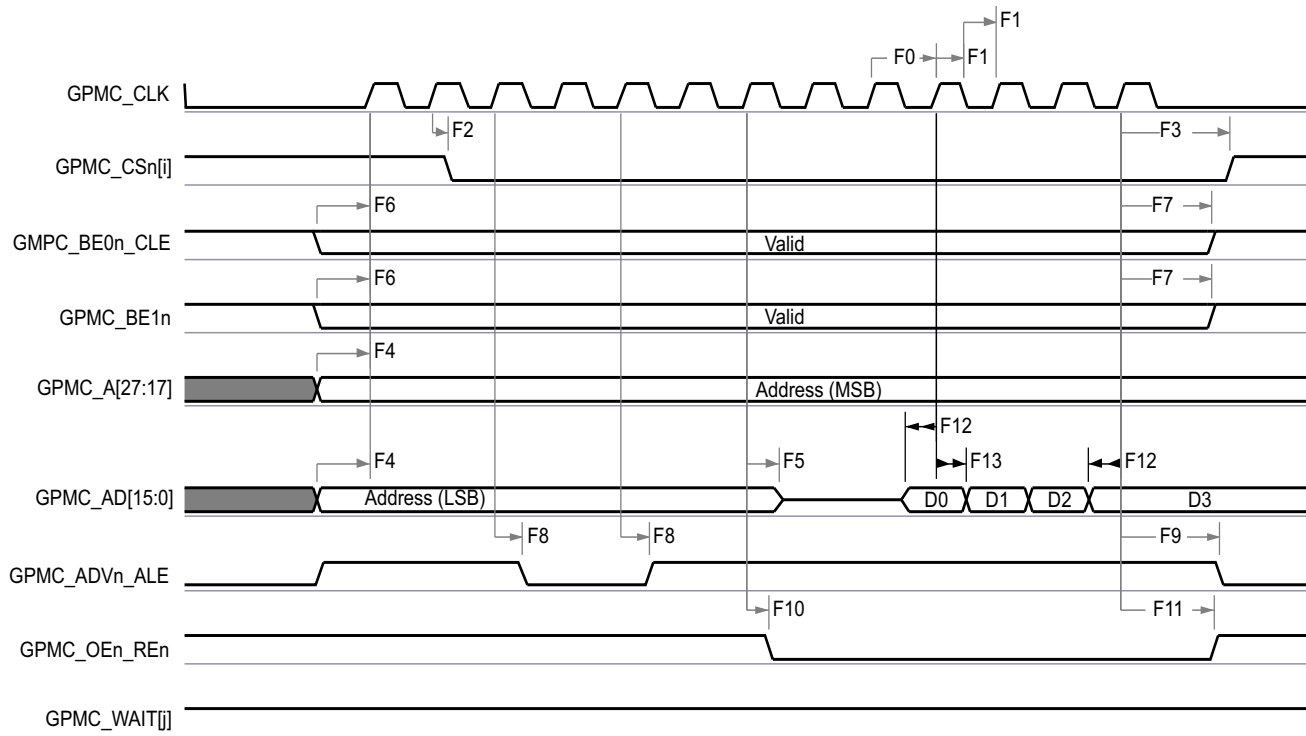 F1
F0 F1
GPMC_CLK
F2 F3
GPMC_CSn[i]
F6 F7
GMPC_BE0n_CLE Valid
F6 F7
GPMC_BE1n Valid
F4
GPMC_A[27:17] Address (MSB)
F12
F4 F5 F13 F12
GPMC_AD[15:0] Address (LSB) D0 D1 D2 D3
F8 F8 F9
GPMC_ADVn_ALE
F10 F11
GPMC_OEn_REn
GPMC_WAIT[j]